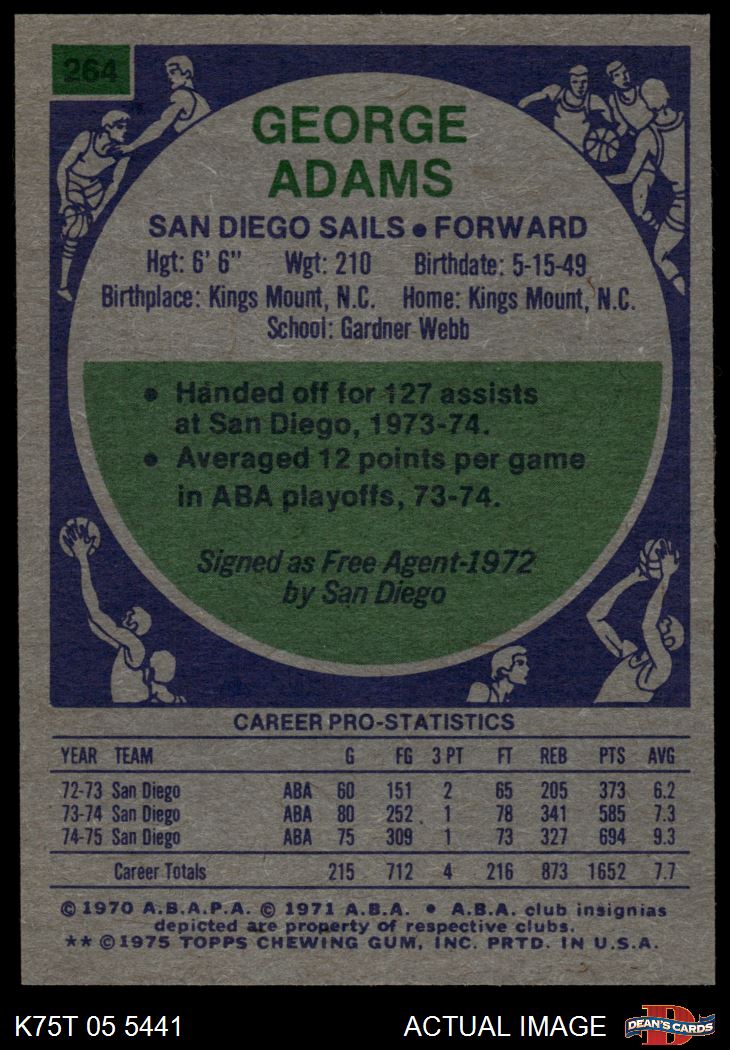 264
GEORGE
ADAMS
SAN DIEGO SAILS • FORWARD
Hgt: 6' 6" Wgt: 210 Birthdate: 5-15-49
Birthplace: Kings Mount, N.C. Home: Kings Mount, N.C.
School: Gardner Webb
• Handed off for 127 assists
at San Diego, 1973-74.
• Averaged 12 points per game
in ABA playoffs, 73-74.
Signed as Free Agent-1972
by San Diego
CAREER PRO-STATISTICS
YEAR TEAM G FG 3 PT FT REB PTS AVG
72-73 San Diego ABA 60 151 2 65 205 373 6.2
73-74 San Diego ABA 80 252 1 78 341 585 7.3
74-75 San Diego ABA 75 309 1 73 327 694 9.3
Career Totals 215 712 4 216 873 1652 7.7
© 1970 A.B.A.P.A. © 1971 A.B.A. • A.B.A. club insignias
depicted are property of respective clubs.
** © 1975 TOPPS CHEWING GUM, INC. PRTD. IN U.S.A.
K75T 05 5441 ACTUAL IMAGE DEAN'S CARDS